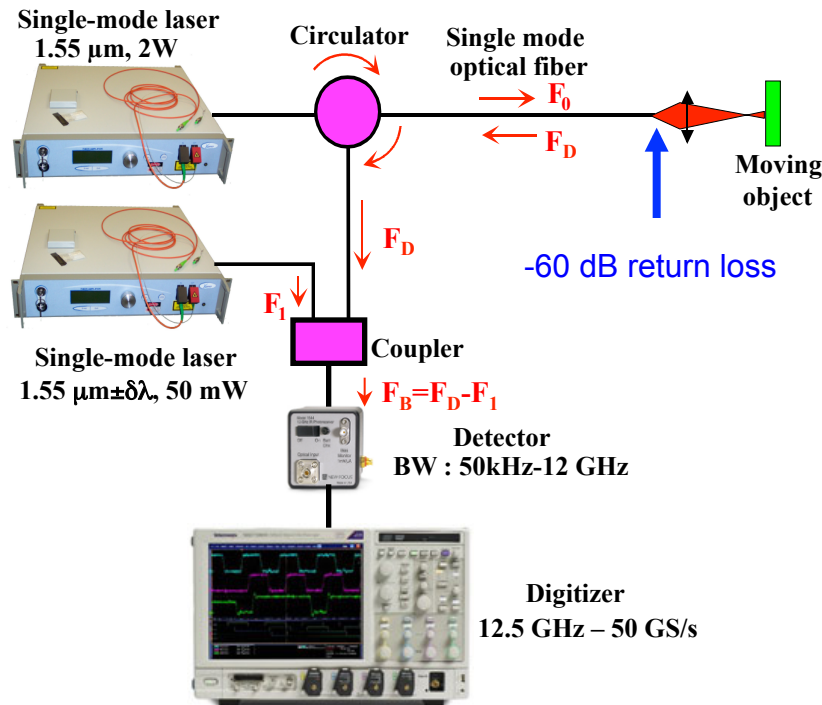 Single-mode laser
1.55 µm, 2W
Circulator
Single mode
optical fiber
F0
FD
Moving
object
FD
-60 dB return loss
F1
Coupler
Single-mode laser
1.55 µm±δλ, 50 mW
FB=FD-F1
Detector
BW : 50kHz-12 GHz
Tektronix
Digitizer
12.5 GHz – 50 GS/s